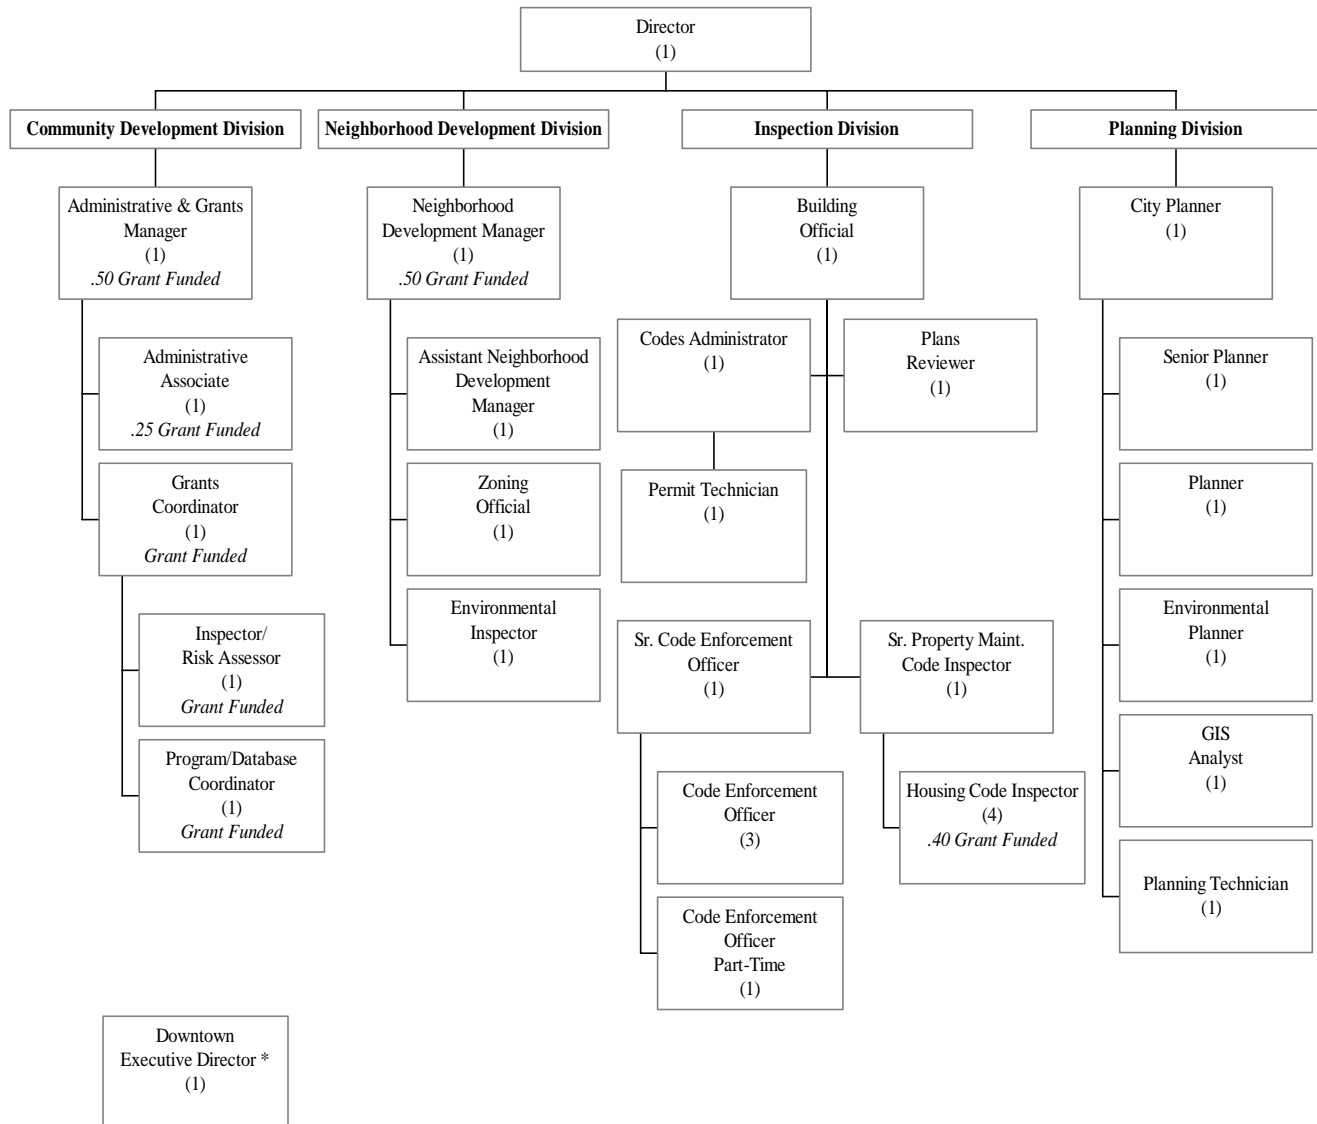 Director
(1)
Community Development Division
Neighborhood Development Division
Inspection Division
Planning Division
Administrative & Grants
Manager
(1)
.50 Grant Funded
Neighborhood
Development Manager
(1)
.50 Grant Funded
Building
Official
(1)
City Planner
(1)
Administrative
Associate
(1)
.25 Grant Funded
Assistant Neighborhood
Development
Manager
(1)
Codes Administrator
(1)
Plans
Reviewer
(1)
Senior Planner
(1)
Grants
Coordinator
(1)
Grant Funded
Zoning
Official
(1)
Permit Technician
(1)
Planner
(1)
Inspector/
Risk Assessor
(1)
Grant Funded
Environmental
Inspector
(1)
Sr. Code Enforcement
Officer
(1)
Sr. Property Maint.
Code Inspector
(1)
Environmental
Planner
(1)
Program/Database
Coordinator
(1)
Grant Funded
Code Enforcement
Officer
(3)
Housing Code Inspector
(4)
.40 Grant Funded
GIS
Analyst
(1)
Code Enforcement
Officer
Part-Time
(1)
Planning Technician
(1)
Downtown
Executive Director *
(1)